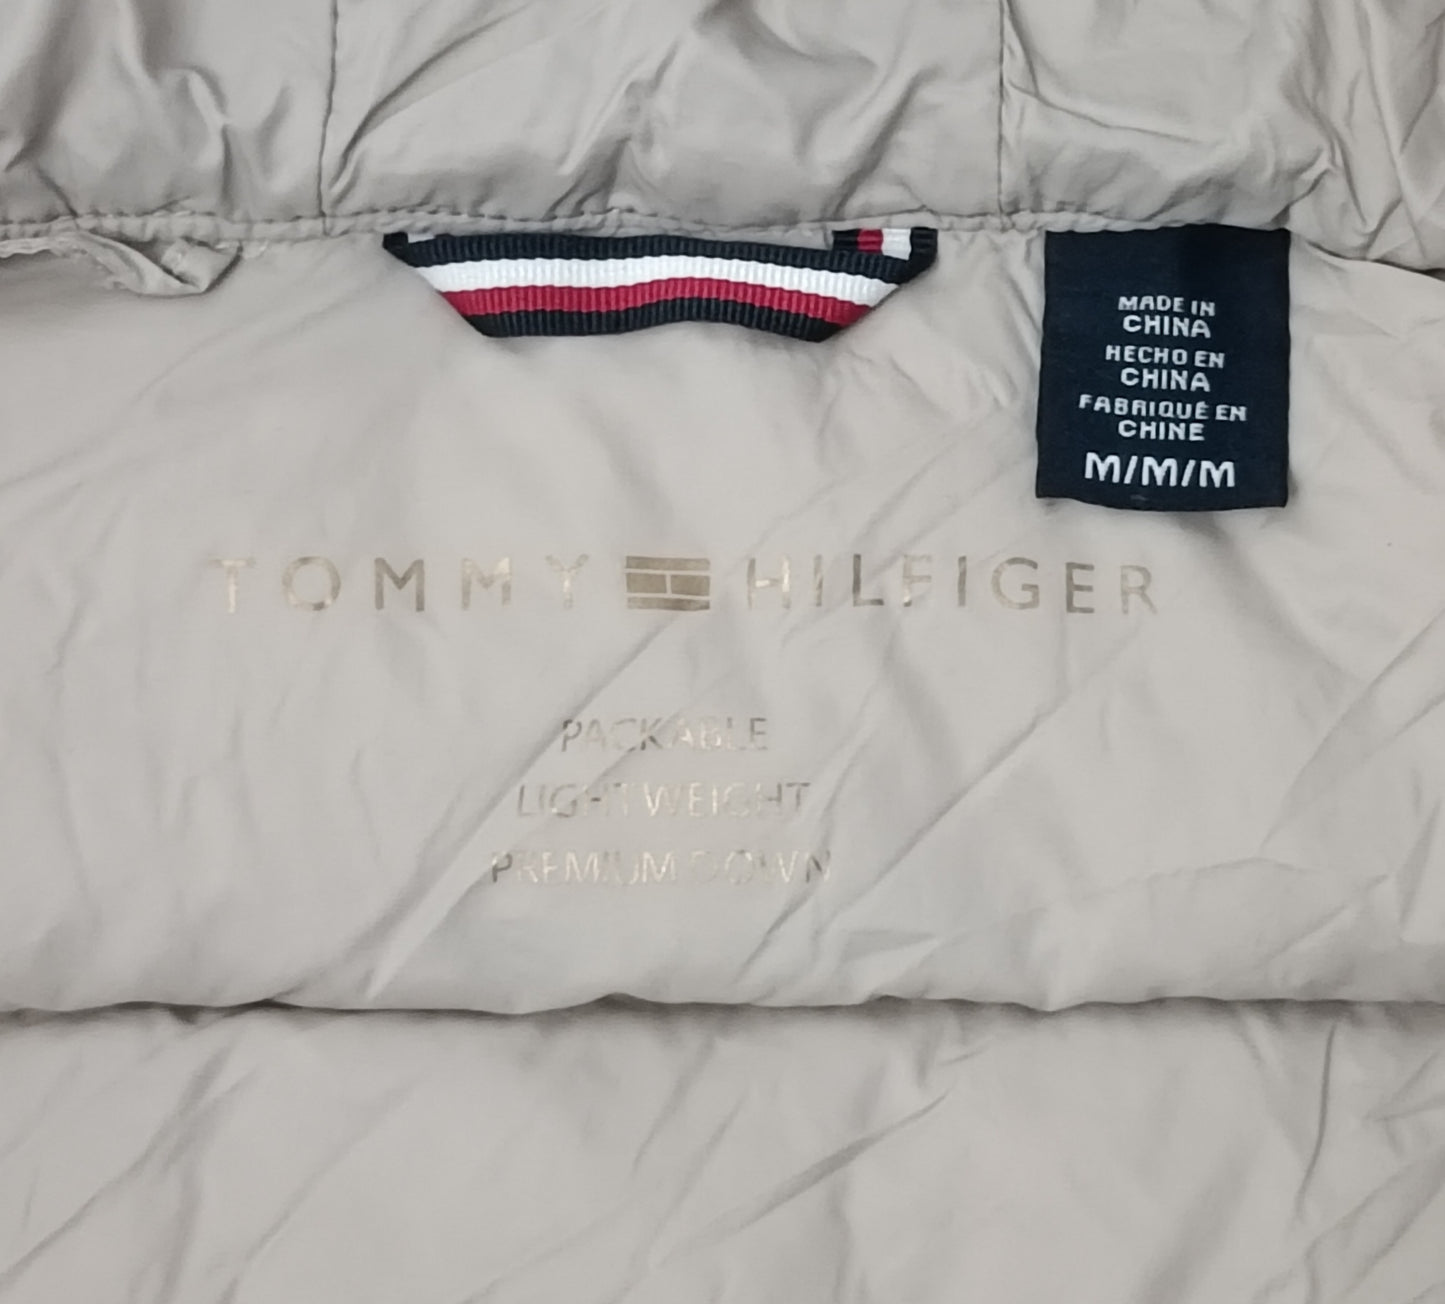 MADE IN
CHINA
HECHO EN
CHINA
FABRIQUÉ EN
CHINE
M/M/M
TOMMY HILFIGER
PACKABLE
LIGHTWEIGHT
PREMIUM DOWN